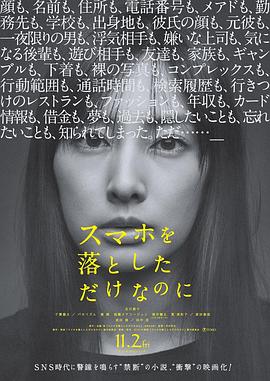 顔も、名前も、住所も、電話番号も、メアドも、勤
務先も、学校も、出身地も、彼氏の顔も、元彼も、
一夜限りの男も、浮気相手も、嫌いな上司も、気に
なる後輩も、遊び相手も、友達も、家族も、ギャン
ブルも、下着も、裸の写真も、コンプレックスも、
行動範囲も、通話時間も、検索履歴も、行きつ
けのレストランも、ファッションも、年収も、カード
情報も、借金も、夢も、過去も、隠したいことも、忘れ
たいことも、知られてしまった。ただ……
スマホを
落とした
だけなのに
11.2 fri
SNS時代に警鐘を鳴らす“禁断”の小説、“衝撃”の映画化!